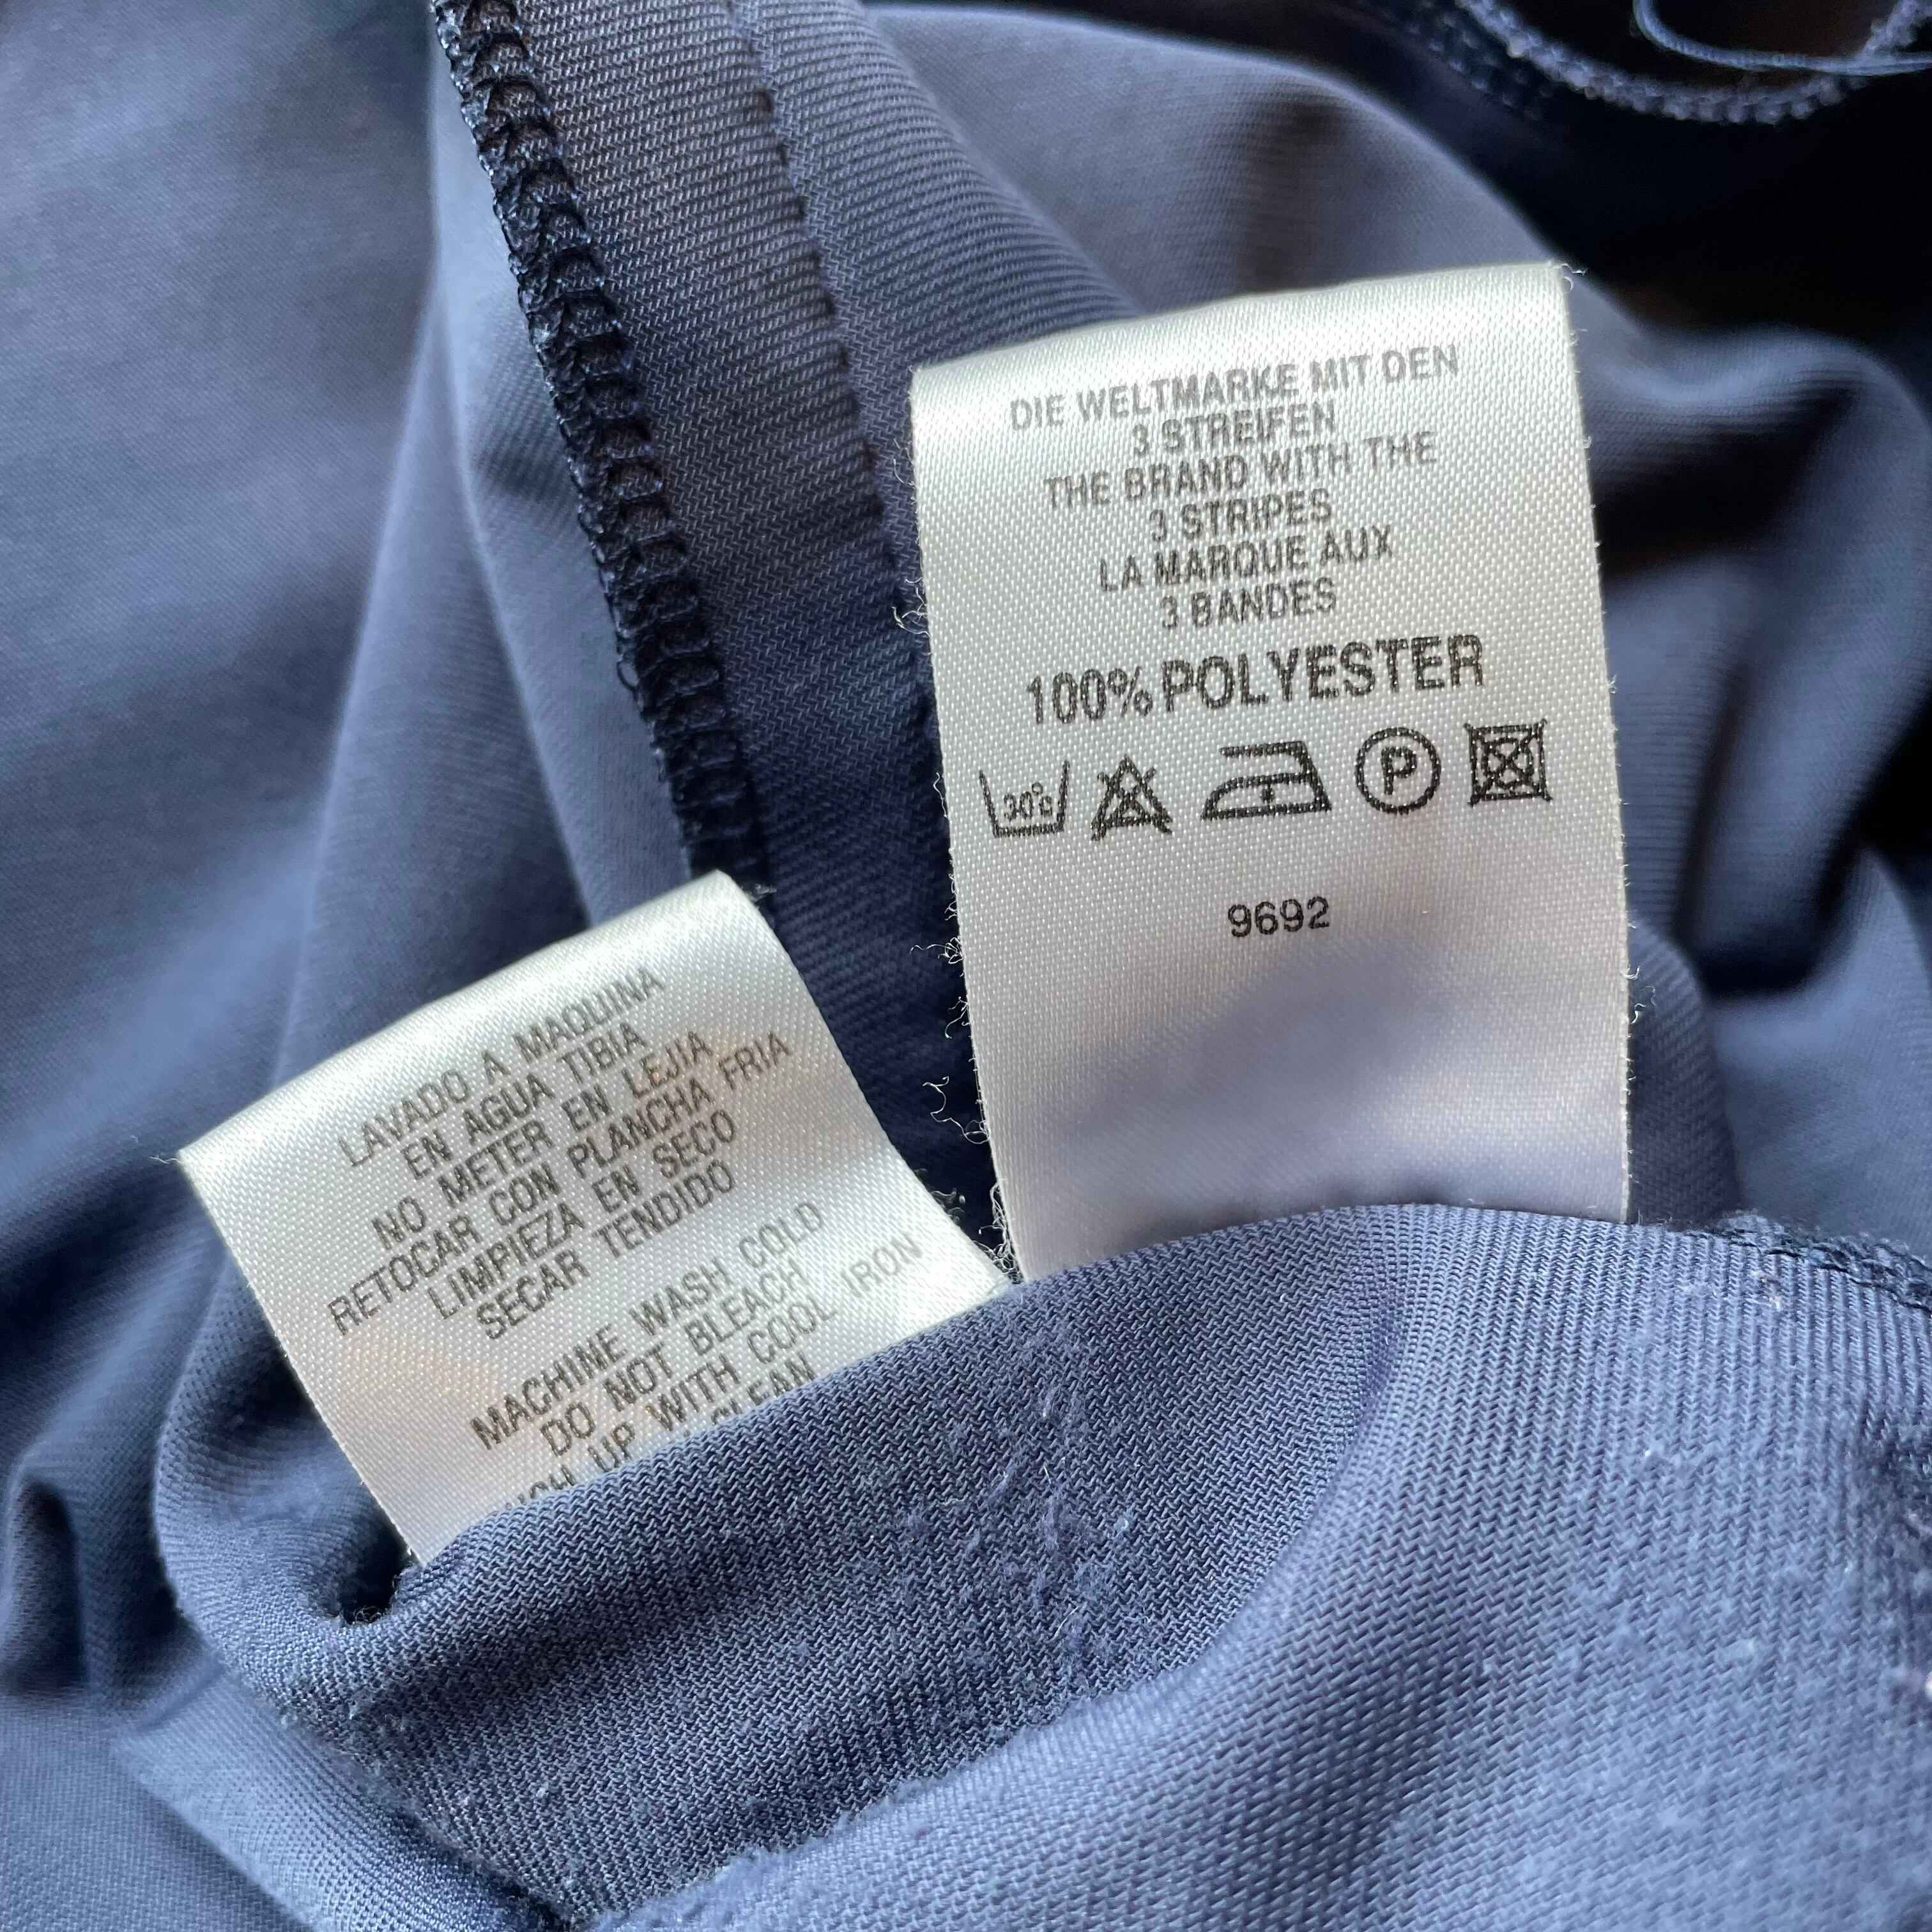 DIE WELTMARKE MIT DEN
3 STREIFEN
THE BRAND WITH THE
3 STRIPES
LA MARQUE AUX
3 BANDES
100% POLYESTER
30°c P
9692
LAVADO A MAQUINA
EN AGUA TIBIA
NO METER EN LEJIA
RETOCAR CON PLANCHA FRIA
LIMPIEZA EN SECO
SECAR TENDIDO
MACHINE WASH COLD
DO NOT BLEACH
UP WITH COOL IRON